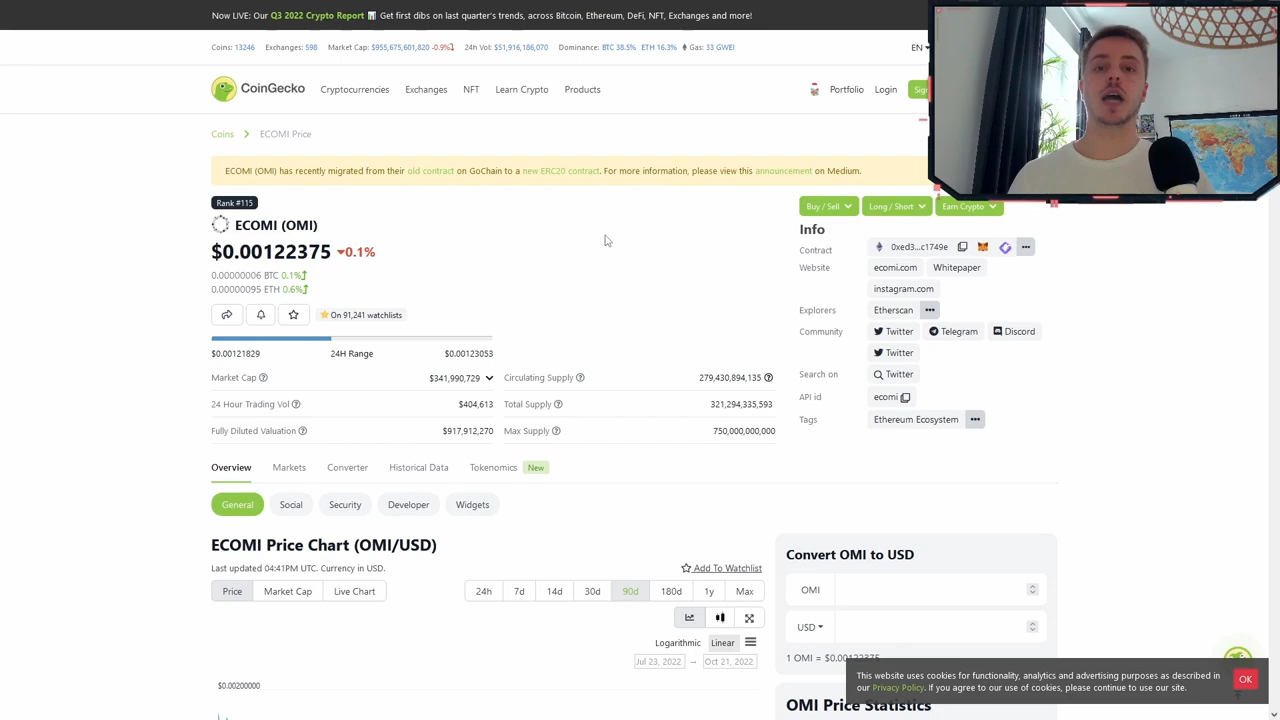 Now LIVE: Our Q3 2022 Crypto Report 📊 Get first dibs on last quarter's trends, across Bitcoin, Ethereum, DeFi, NFT, Exchanges and more!
Coins: 13246 Exchanges: 598 Market Cap: $955,675,601,820 -0.9% 24h Vol: $51,916,186,070 Dominance: BTC 38.5% ETH 16.3% Gas: 33 GWEI EN
CoinGecko Cryptocurrencies Exchanges NFT Learn Crypto Products Portfolio Login
Coins > ECOMI Price
ECOMI (OMI) has recently migrated from their old contract on GoChain to a new ERC20 contract. For more information, please view this announcement on Medium.
Rank #115
ECOMI (OMI)
$0.00122375 0.1%
0.00000006 BTC 0.1%
0.00000095 ETH 0.6%
On 91,241 watchlists
$0.00121829 24H Range $0.00123053
Market Cap $341,990,729 Circulating Supply 279,430,894,135
24 Hour Trading Vol $404,613 Total Supply 321,294,335,593
Fully Diluted Valuation $917,912,270 Max Supply 750,000,000,000
Buy / Sell Long / Short Earn Crypto
Info
Contract 0xed3...c1749e
Website ecomi.com Whitepaper
instagram.com
Explorers Etherscan
Community Twitter Telegram Discord
Twitter
Search on Twitter
API id ecomi
Tags Ethereum Ecosystem
Overview Markets Converter Historical Data Tokenomics New
General Social Security Developer Widgets
ECOMI Price Chart (OMI/USD)
Last updated 04:41PM UTC. Currency in USD. Add To Watchlist
Price Market Cap Live Chart 24h 7d 14d 30d 90d 180d 1y Max
Logarithmic Linear
Jul 23, 2022 → Oct 21, 2022
$0.00200000
Convert OMI to USD
OMI
USD
1 OMI = $0.00122375
OMI Price Statistics
This website uses cookies for functionality, analytics and advertising purposes as described in
our Privacy Policy. If you agree to our use of cookies, please continue to use our site.
OK